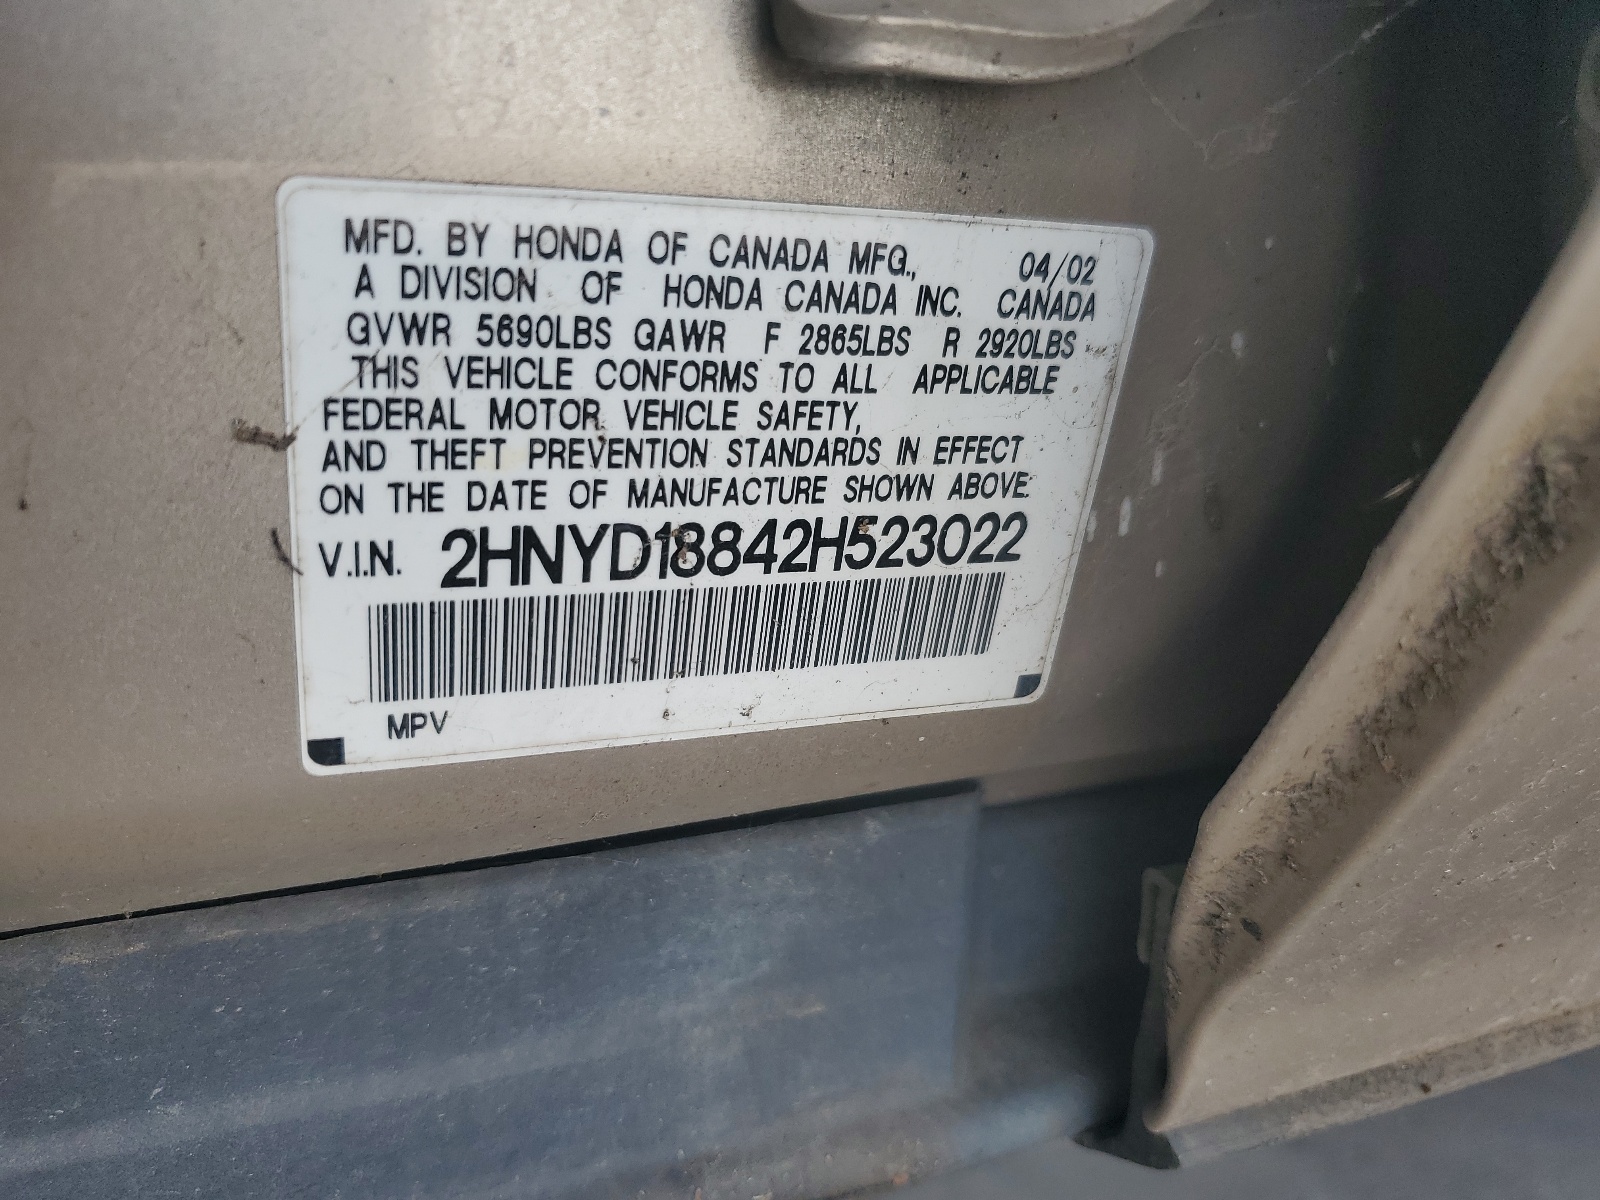 MFD. BY HONDA OF CANADA MFG., 04/02
A DIVISION OF HONDA CANADA INC. CANADA
GVWR 5690LBS GAWR F 2865LBS R 2920LBS
THIS VEHICLE CONFORMS TO ALL APPLICABLE
FEDERAL MOTOR VEHICLE SAFETY,
AND THEFT PREVENTION STANDARDS IN EFFECT
ON THE DATE OF MANUFACTURE SHOWN ABOVE.
V.I.N. 2HNYD18842H523022
MPV